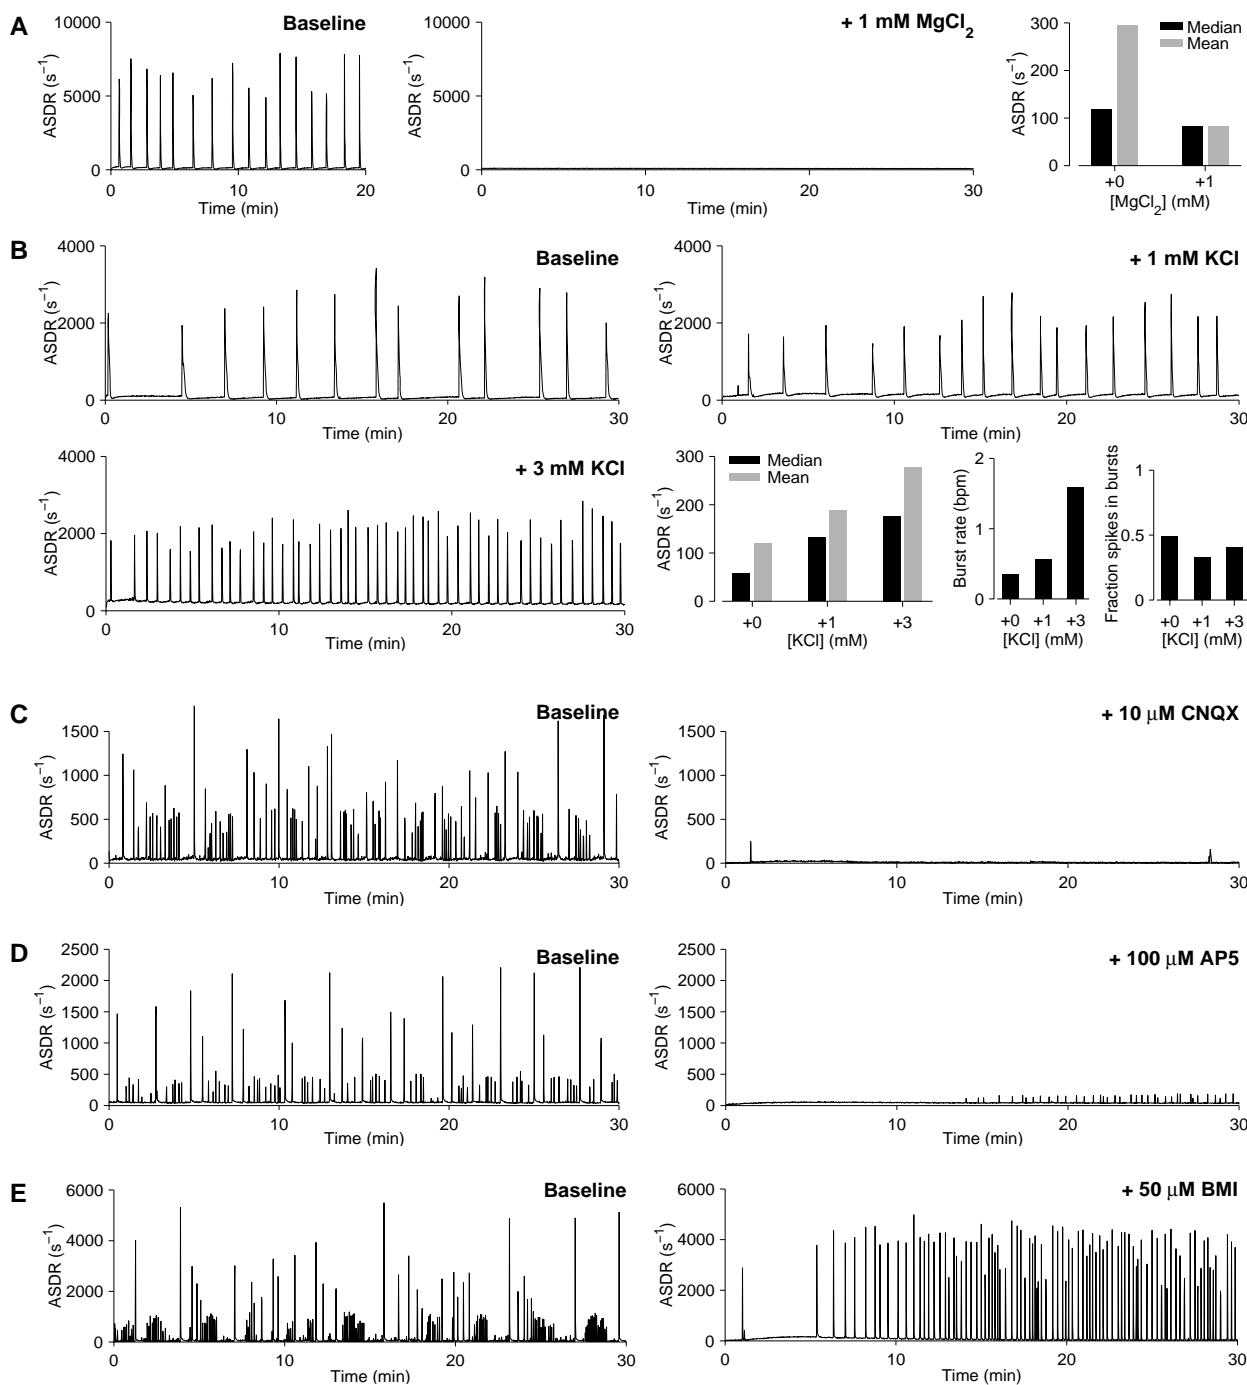 A
Baseline
+ 1 mM MgCl2
10000
5000
0
ASDR (s−1)
0 10 20
Time (min)
10000
5000
0
ASDR (s−1)
0 10 20 30
Time (min)
300
200
100
0
ASDR (s−1)
Median
Mean
+0 +1
[MgCl2] (mM)
B
Baseline
4000
2000
0
ASDR (s−1)
0 10 20 30
Time (min)
+ 1 mM KCl
4000
2000
0
ASDR (s−1)
0 10 20 30
Time (min)
+ 3 mM KCl
4000
2000
0
ASDR (s−1)
0 10 20 30
Time (min)
300
200
100
0
ASDR (s−1)
Median
Mean
+0 +1 +3
[KCl] (mM)
2
1
0
Burst rate (bpm)
+0 +1 +3
[KCl] (mM)
1
0.5
0
Fraction spikes in bursts
+0 +1 +3
[KCl] (mM)
C
Baseline
1500
1000
500
0
ASDR (s−1)
0 10 20 30
Time (min)
+ 10 μM CNQX
1500
1000
500
0
ASDR (s−1)
0 10 20 30
Time (min)
D
Baseline
2500
2000
1500
1000
500
0
ASDR (s−1)
0 10 20 30
Time (min)
+ 100 μM AP5
2500
2000
1500
1000
500
0
ASDR (s−1)
0 10 20 30
Time (min)
E
Baseline
6000
4000
2000
0
ASDR (s−1)
0 10 20 30
Time (min)
+ 50 μM BMI
6000
4000
2000
0
ASDR (s−1)
0 10 20 30
Time (min)